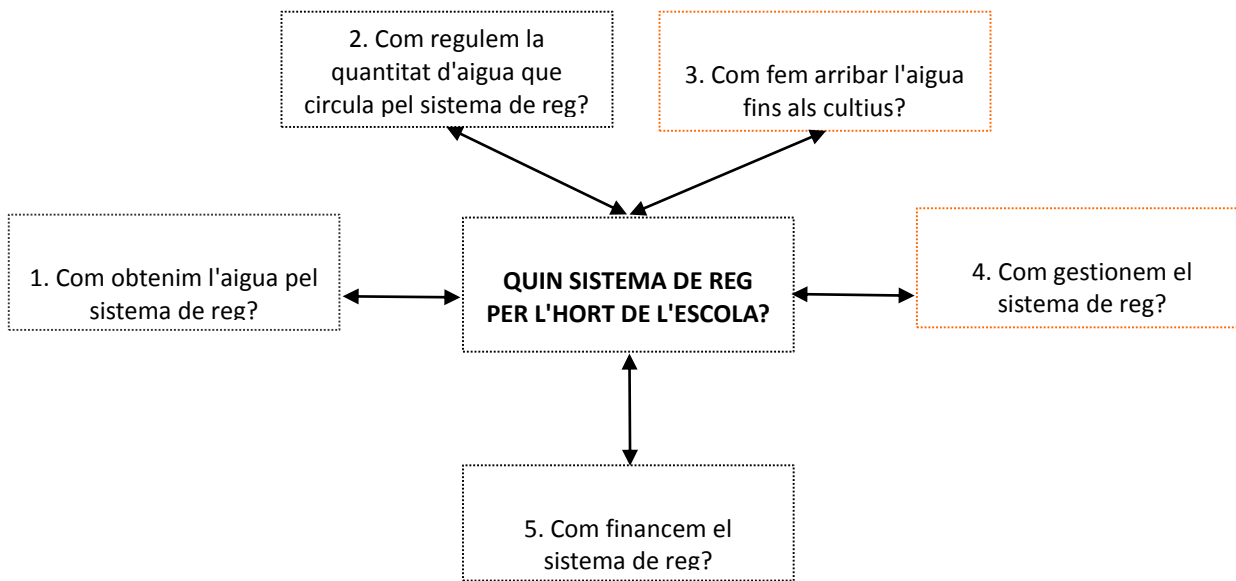 2. Com regulem la
quantitat d'aigua que
circula pel sistema de reg?
3. Com fem arribar l'aigua
fins als cultius?
1. Com obtenim l'aigua pel
sistema de reg?
QUIN SISTEMA DE REG
PER L'HORT DE L'ESCOLA?
4. Com gestionem el
sistema de reg?
5. Com financem el
sistema de reg?